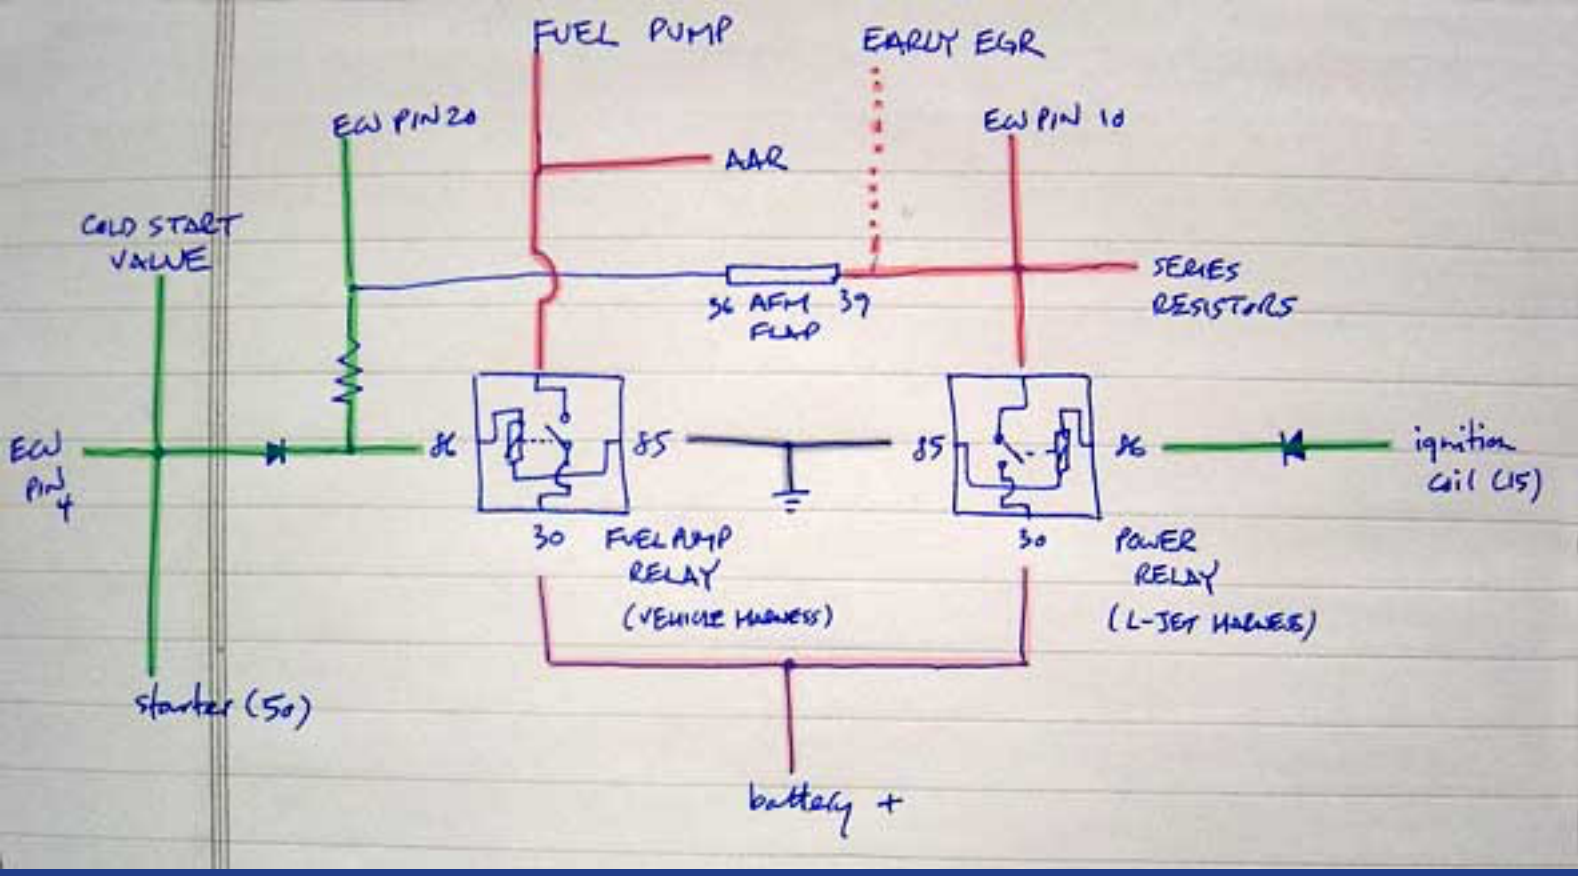 FUEL PUMP
EARLY EGR
ECU PIN 20
ECU PIN 10
AAR
COLD START
VALVE
SERIES
RESISTORS
36 AFM 39
FLAP
ECU
PIN
4
86
85
85
86
ignition
coil (15)
30
FUEL PUMP
RELAY
(VEHICLE HARNESS)
30
POWER
RELAY
(L-JET HARNESS)
starter (50)
battery +